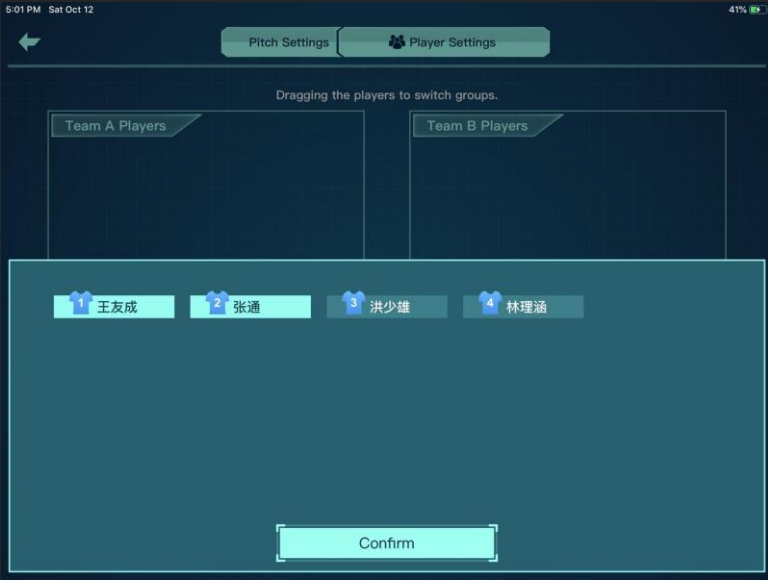 5:01 PM Sat Oct 12
41%
Pitch Settings
Player Settings
Dragging the players to switch groups.
Team A Players
Team B Players
1 王友成
2 张通
3 洪少雄
4 林理涵
Confirm